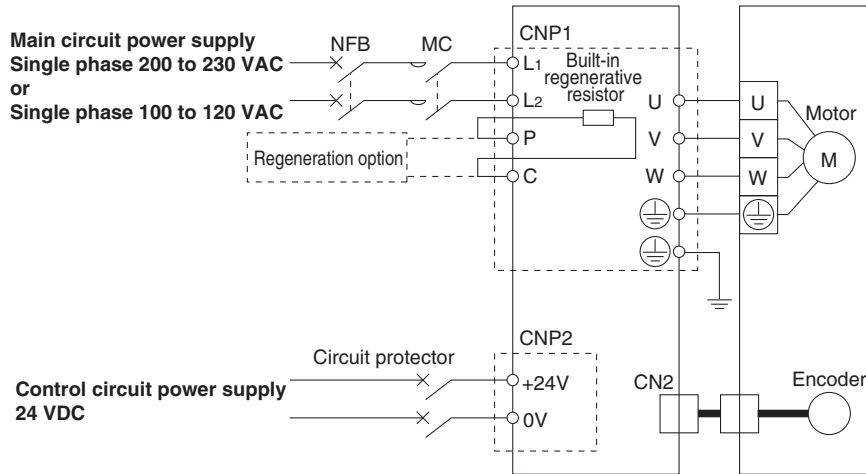 Main circuit power supply
Single phase 200 to 230 VAC
or
Single phase 100 to 120 VAC
NFB
MC
CNP1
L1
L2
P
C
Built-in
regenerative
resistor
Regeneration option
U
V
W
U
V
W
Motor
M
CNP2
Circuit protector
+24V
0V
Control circuit power supply
24 VDC
CN2
Encoder